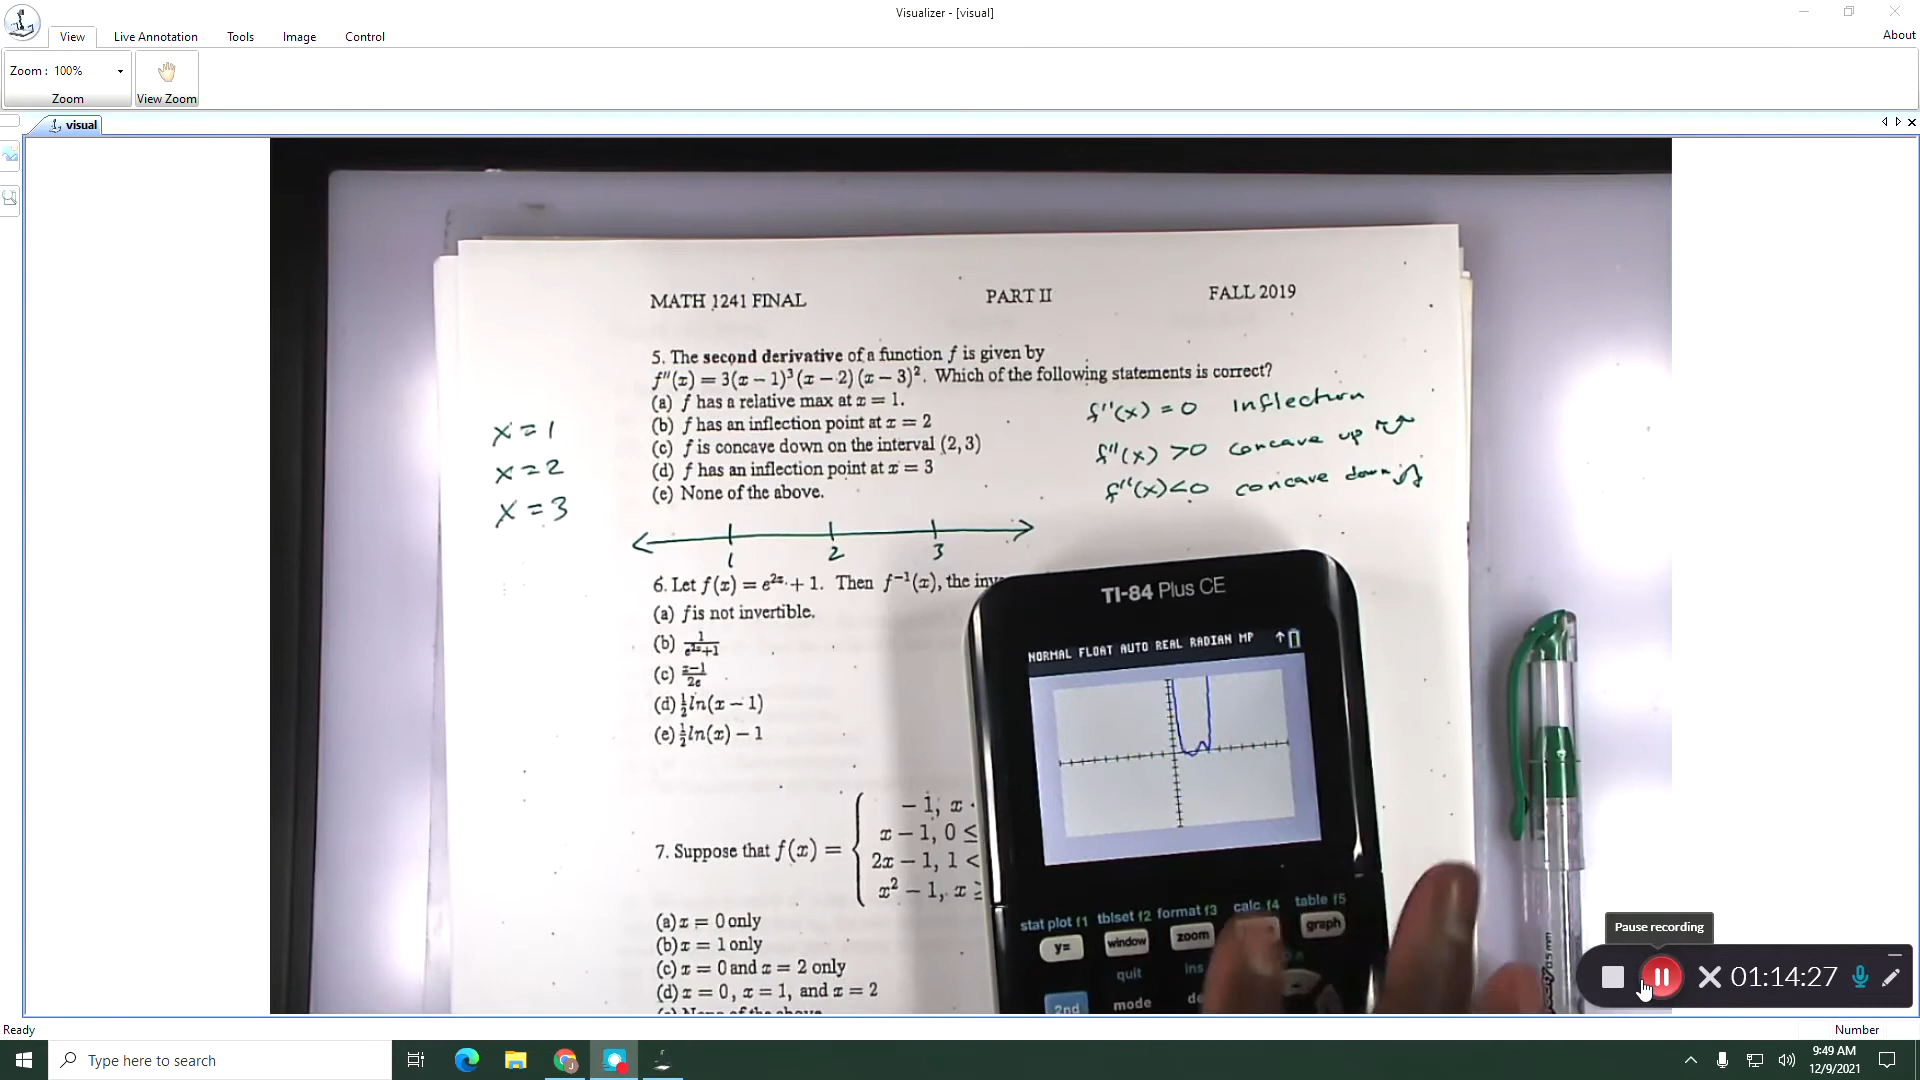 Visualizer - [visual]
View Live Annotation Tools Image Control
About
Zoom : 100%
Zoom View Zoom
visual
MATH 1241 FINAL PART II FALL 2019
5. The second derivative of a function f is given by
f''(x) = 3(x − 1)³(x − 2)(x − 3)². Which of the following statements is correct?
(a) f has a relative max at x = 1.
(b) f has an inflection point at x = 2
(c) f is concave down on the interval (2, 3)
(d) f has an inflection point at x = 3
(e) None of the above.
x = 1
x = 2
x = 3
f''(x) = 0 Inflection
f''(x) > 0 concave up
f''(x) < 0 concave down
1 2 3
6. Let f(x) = e²ˣ + 1. Then f⁻¹(x), the inv
(a) f is not invertible.
(b) 1/(e²ˣ+1)
(c) (x−1)/2e
(d) ½ln(x − 1)
(e) ½ln(x) − 1
7. Suppose that f(x) = {
−1, x
x − 1, 0 ≤
2x − 1, 1 <
x² − 1, x ≥
(a) x = 0 only
(b) x = 1 only
(c) x = 0 and x = 2 only
(d) x = 0, x = 1, and x = 2
TI-84 Plus CE
NORMAL FLOAT AUTO REAL RADIAN MP
stat plot f1 tblset f2 format f3 calc f4 table f5
y= window zoom graph
quit ins
2nd mode
Pause recording
01:14:27
Ready
Number
Type here to search
9:49 AM
12/9/2021